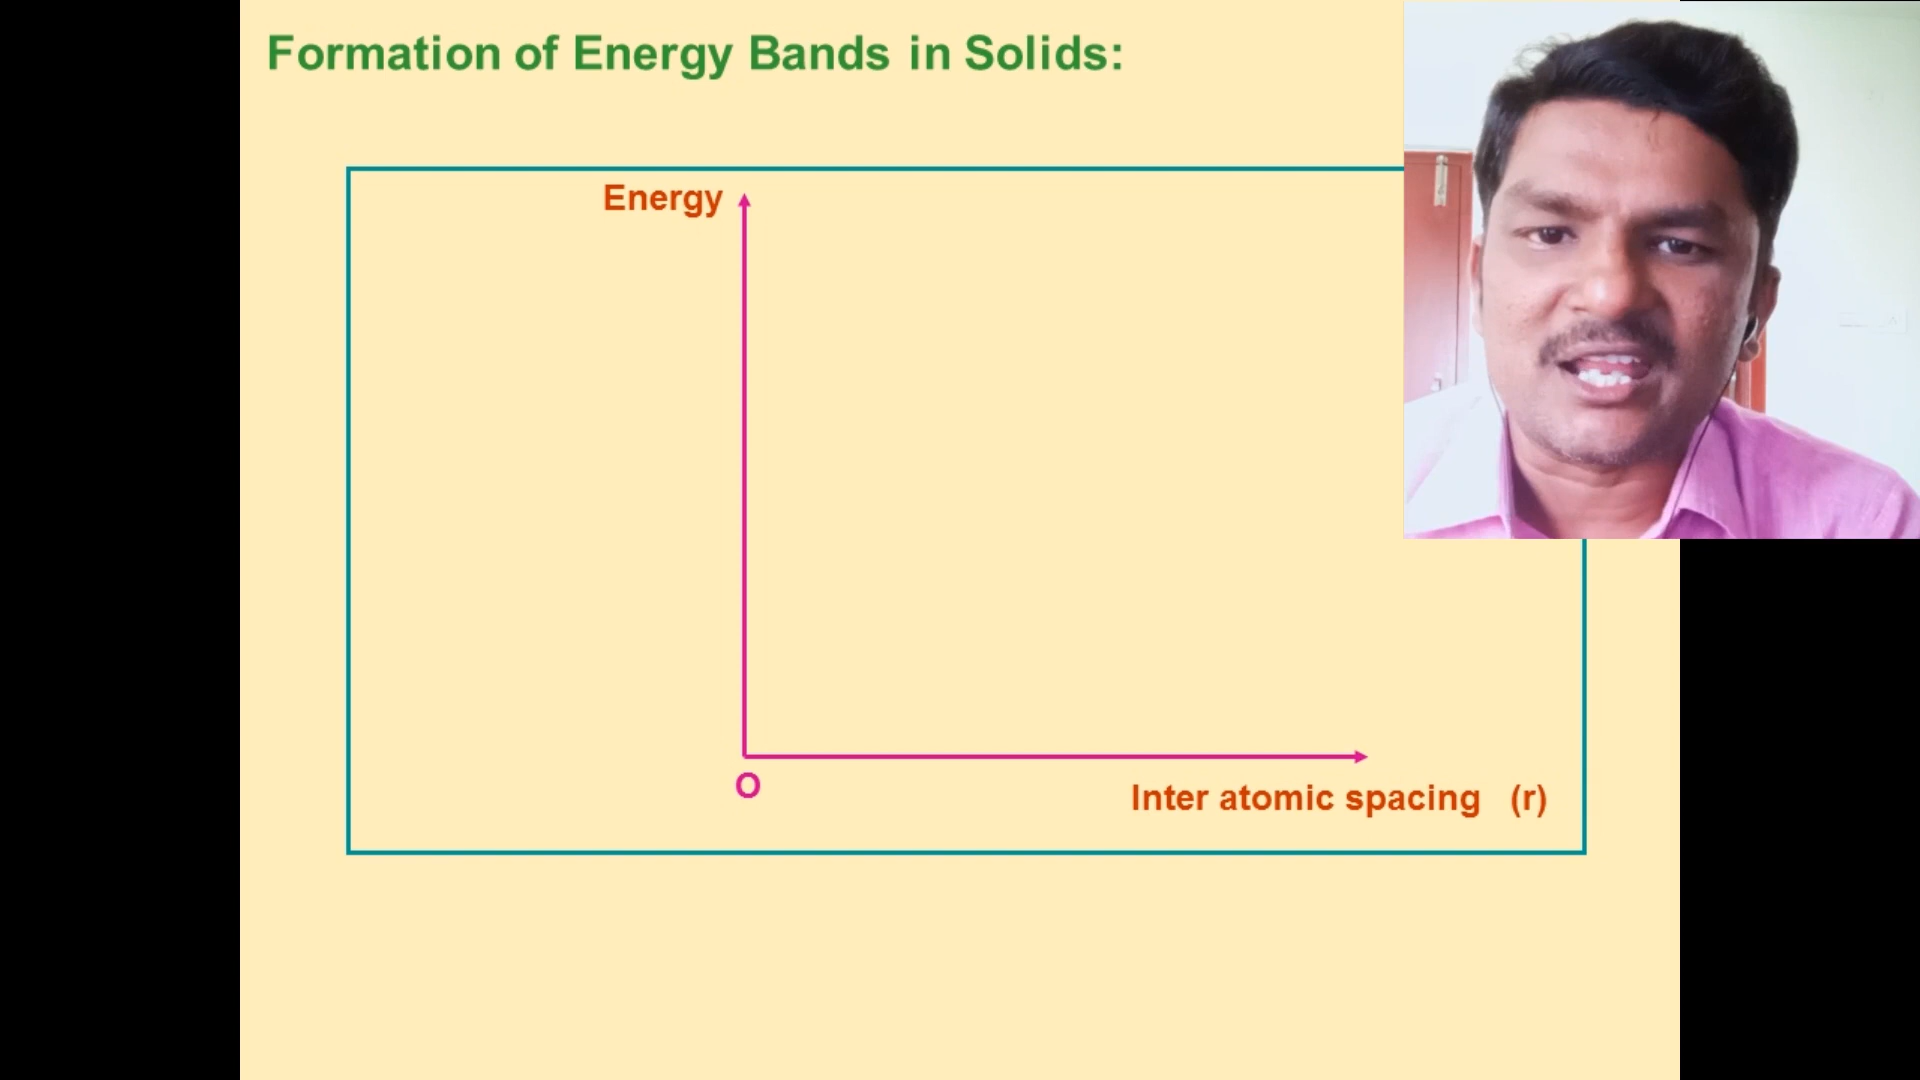 Formation of Energy Bands in Solids:
Energy
O
Inter atomic spacing (r)